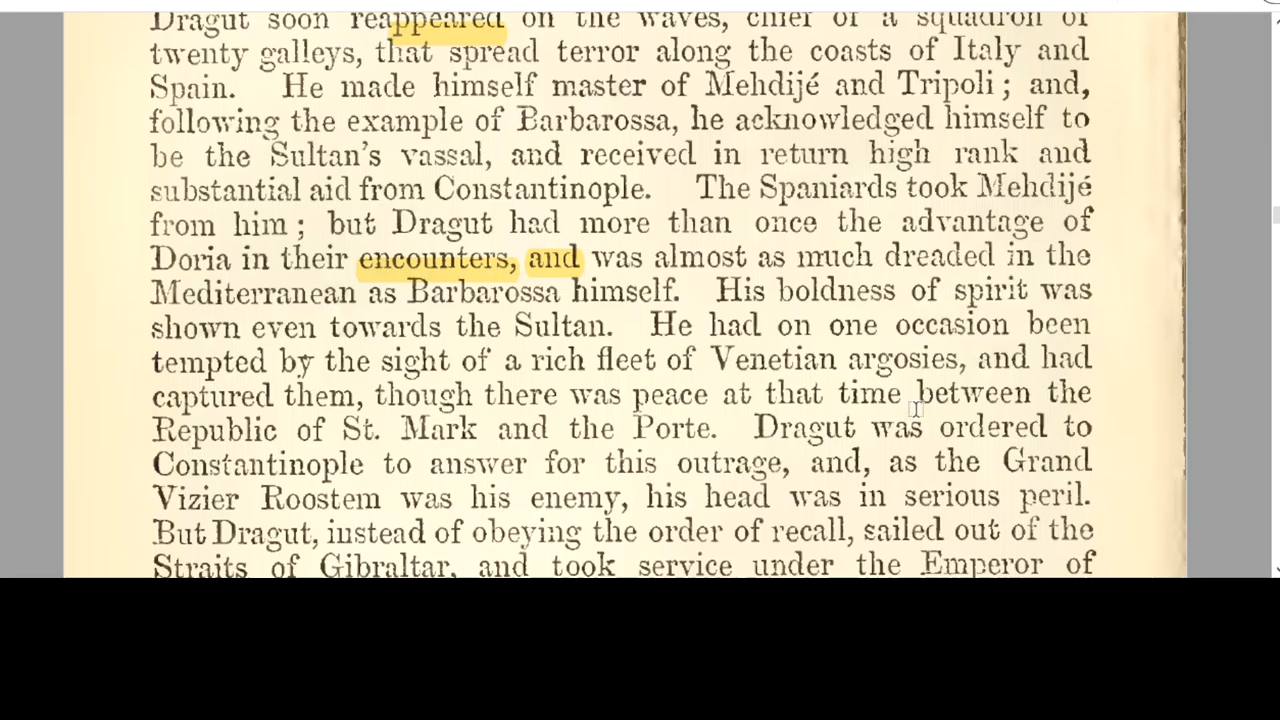 Dragut soon reappeared on the waves, chief of a squadron of
twenty galleys, that spread terror along the coasts of Italy and
Spain. He made himself master of Mehdijé and Tripoli ; and,
following the example of Barbarossa, he acknowledged himself to
be the Sultan's vassal, and received in return high rank and
substantial aid from Constantinople. The Spaniards took Mehdijé
from him ; but Dragut had more than once the advantage of
Doria in their encounters, and was almost as much dreaded in the
Mediterranean as Barbarossa himself. His boldness of spirit was
shown even towards the Sultan. He had on one occasion been
tempted by the sight of a rich fleet of Venetian argosies, and had
captured them, though there was peace at that time between the
Republic of St. Mark and the Porte. Dragut was ordered to
Constantinople to answer for this outrage, and, as the Grand
Vizier Roostem was his enemy, his head was in serious peril.
But Dragut, instead of obeying the order of recall, sailed out of the
Straits of Gibraltar, and took service under the Emperor of